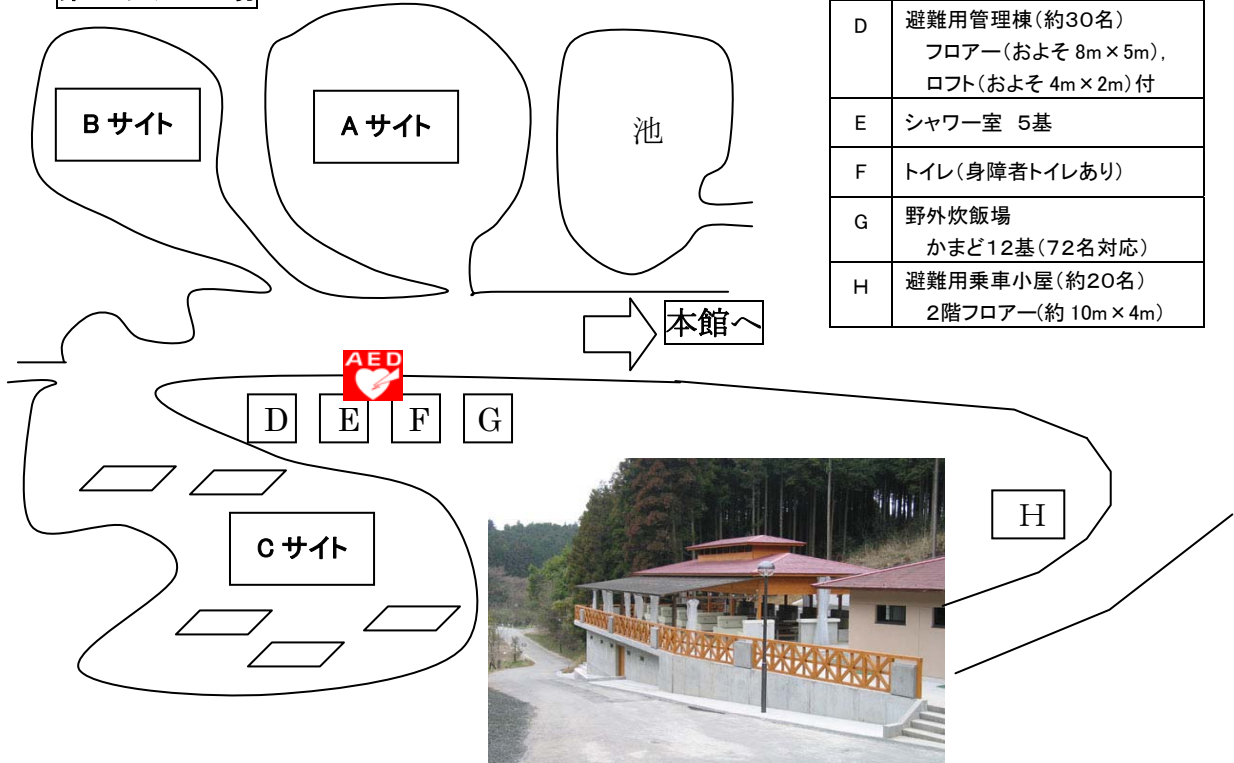 Bサイト
Aサイト
池
本館へ
AED
D
E
F
G
Cサイト
H
D 避難用管理棟(約30名)
フロアー(およそ 8m×5m),
ロフト(およそ 4m×2m)付
E シャワー室 5基
F トイレ(身障者トイレあり)
G 野外炊飯場
かまど12基(72名対応)
H 避難用乗車小屋(約20名)
2階フロアー(約 10m×4m)